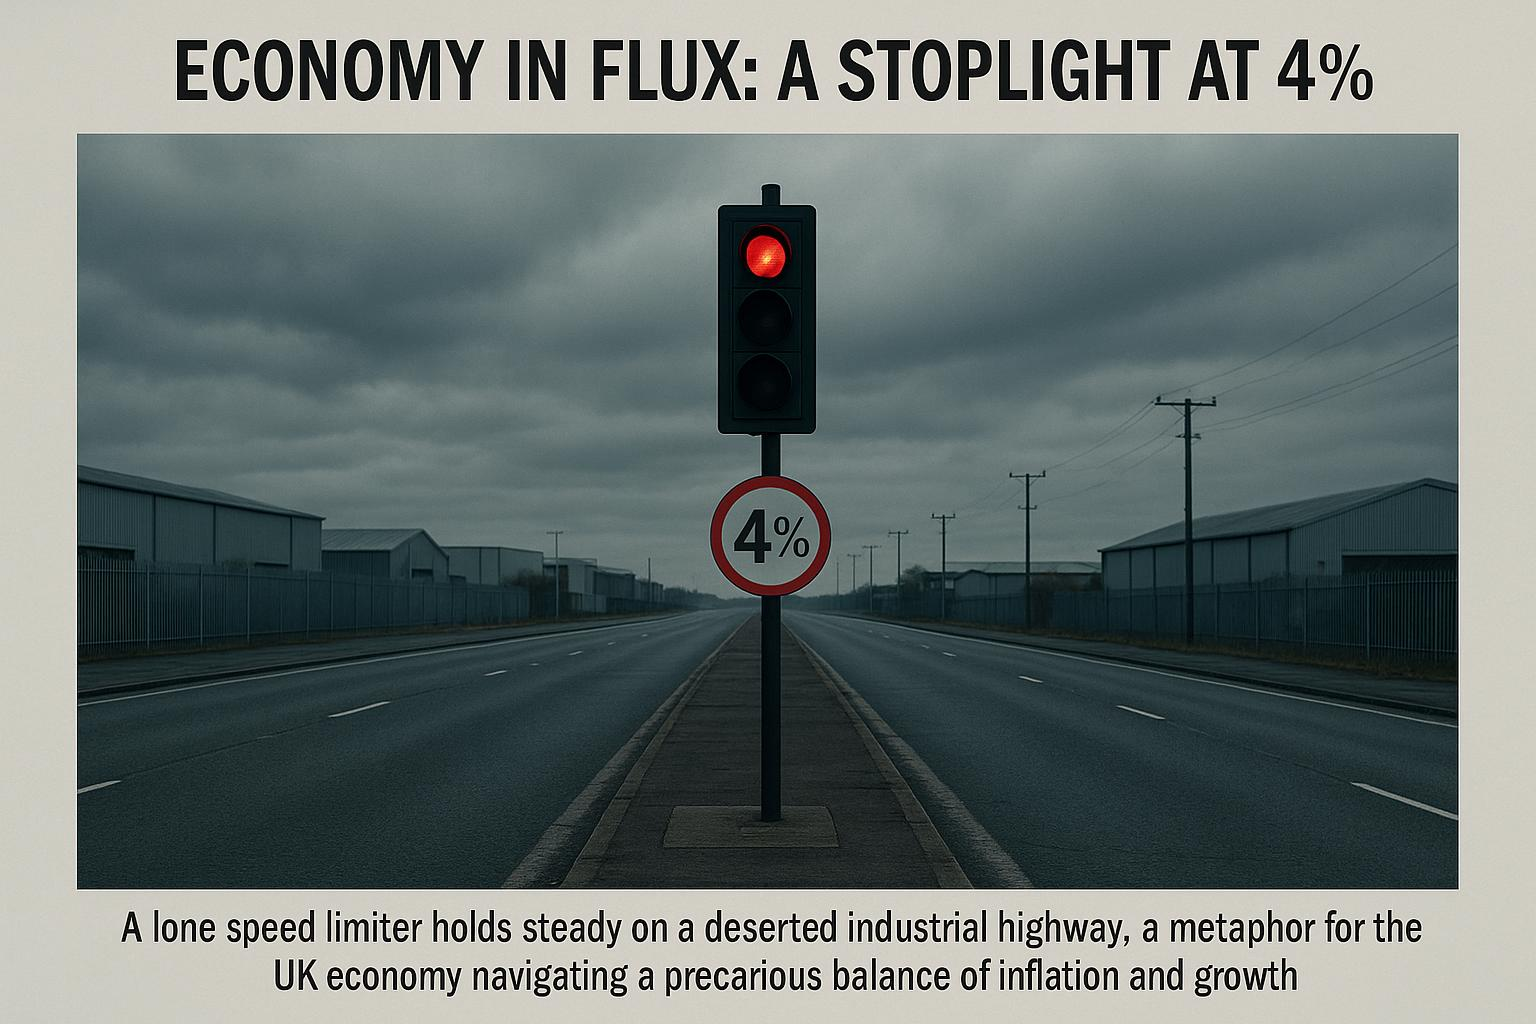 ECONOMY IN FLUX: A STOPLIGHT AT 4%
4%
A lone speed limiter holds steady on a deserted industrial highway, a metaphor for the
UK economy navigating a precarious balance of inflation and growth